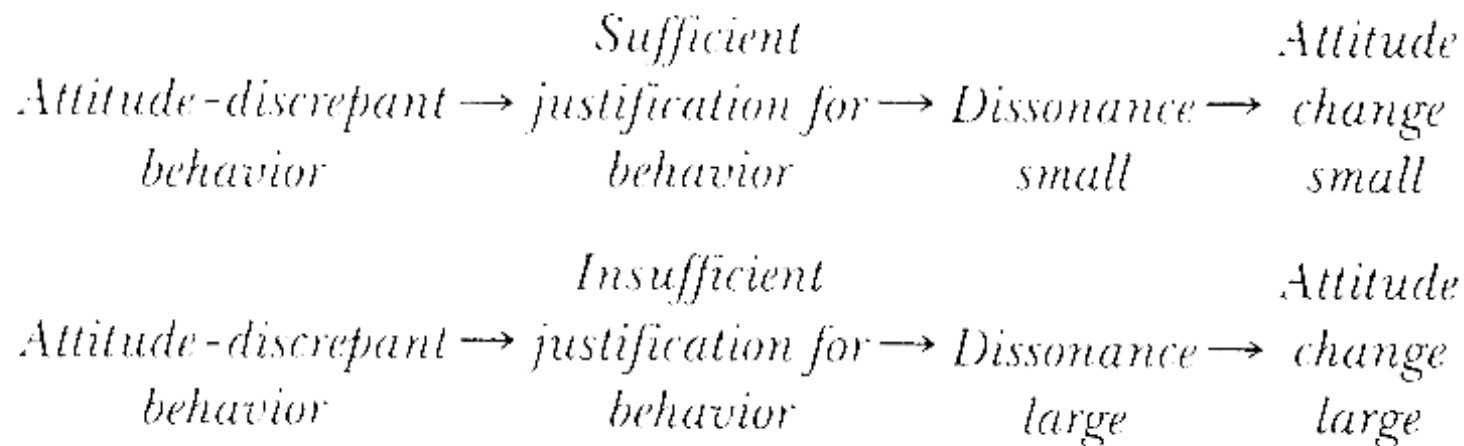 Sufficient Attitude
Attitude-discrepant → justification for → Dissonance → change
behavior behavior small small
Insufficient Attitude
Attitude-discrepant → justification for → Dissonance → change
behavior behavior large large